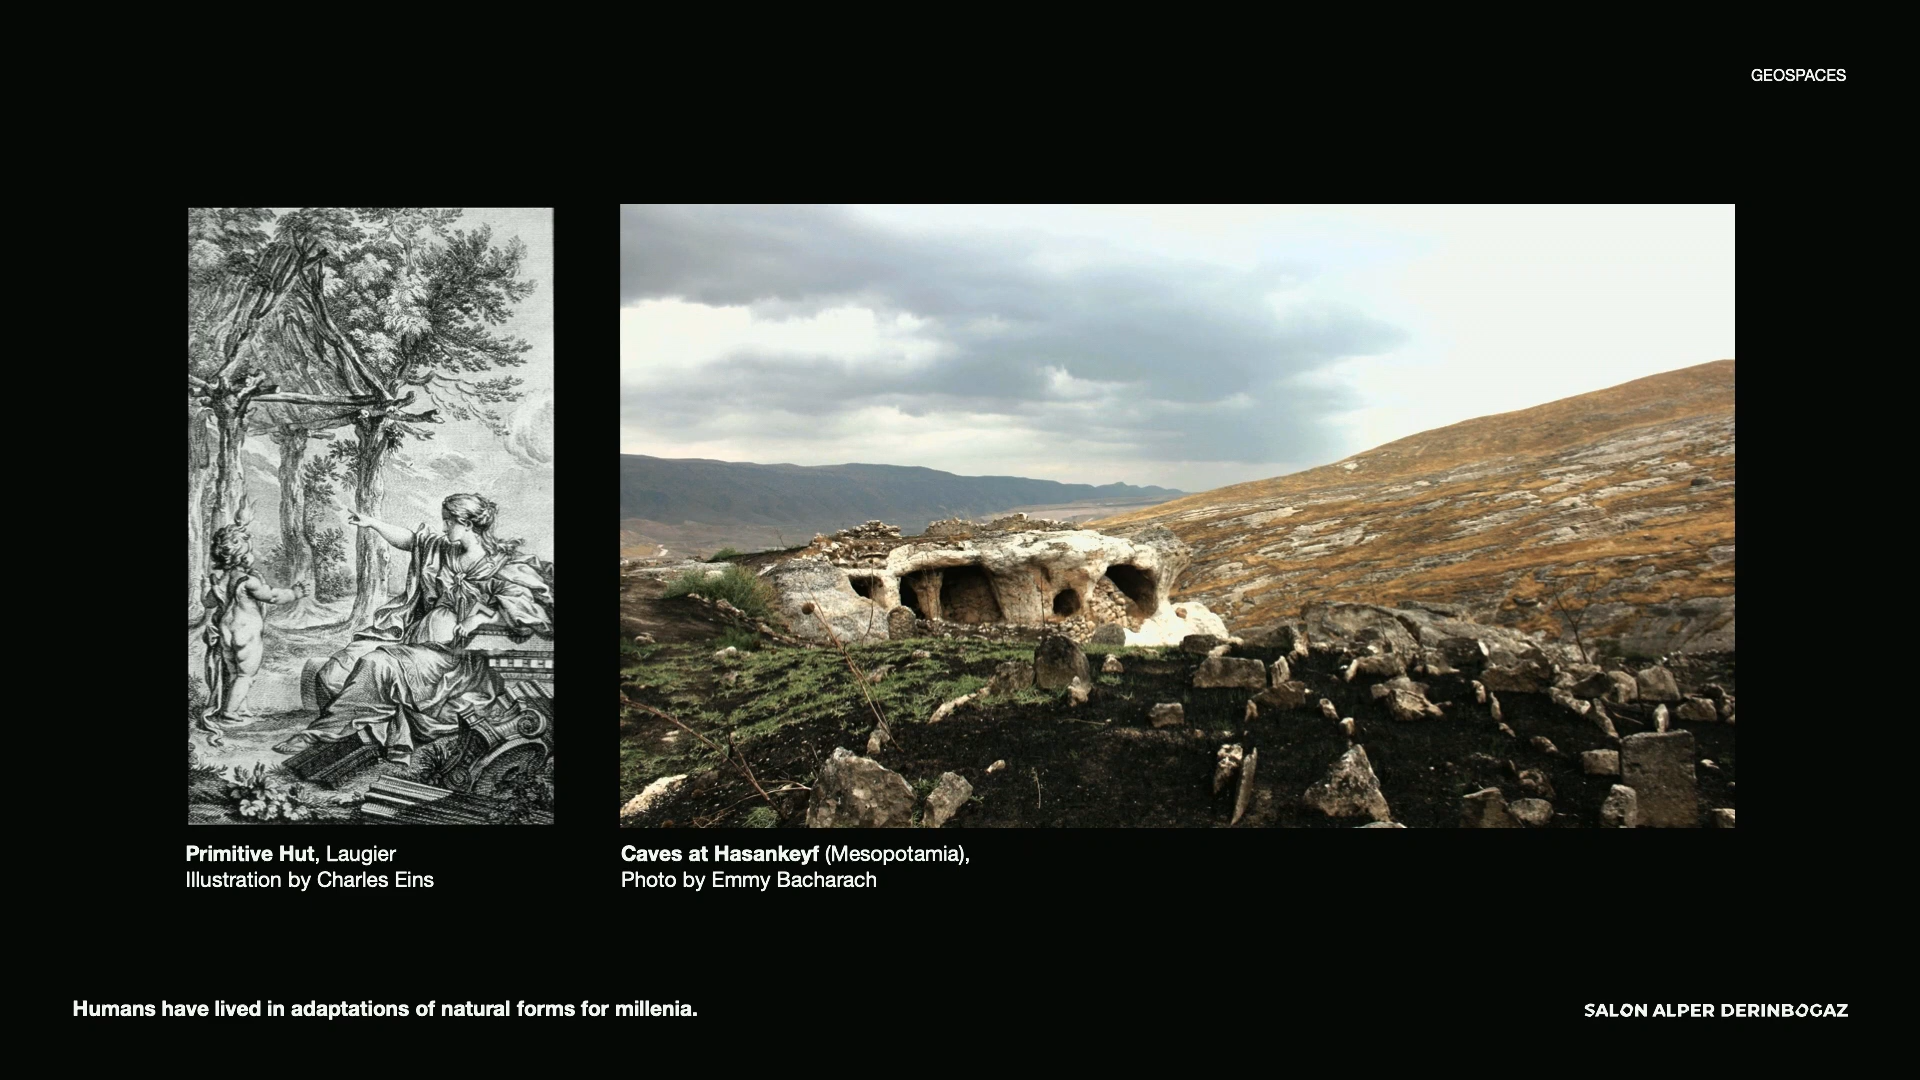 GEOSPACES
Primitive Hut, Laugier
Illustration by Charles Eins
Caves at Hasankeyf (Mesopotamia),
Photo by Emmy Bacharach
Humans have lived in adaptations of natural forms for millenia.
SALON ALPER DERINBOGAZ